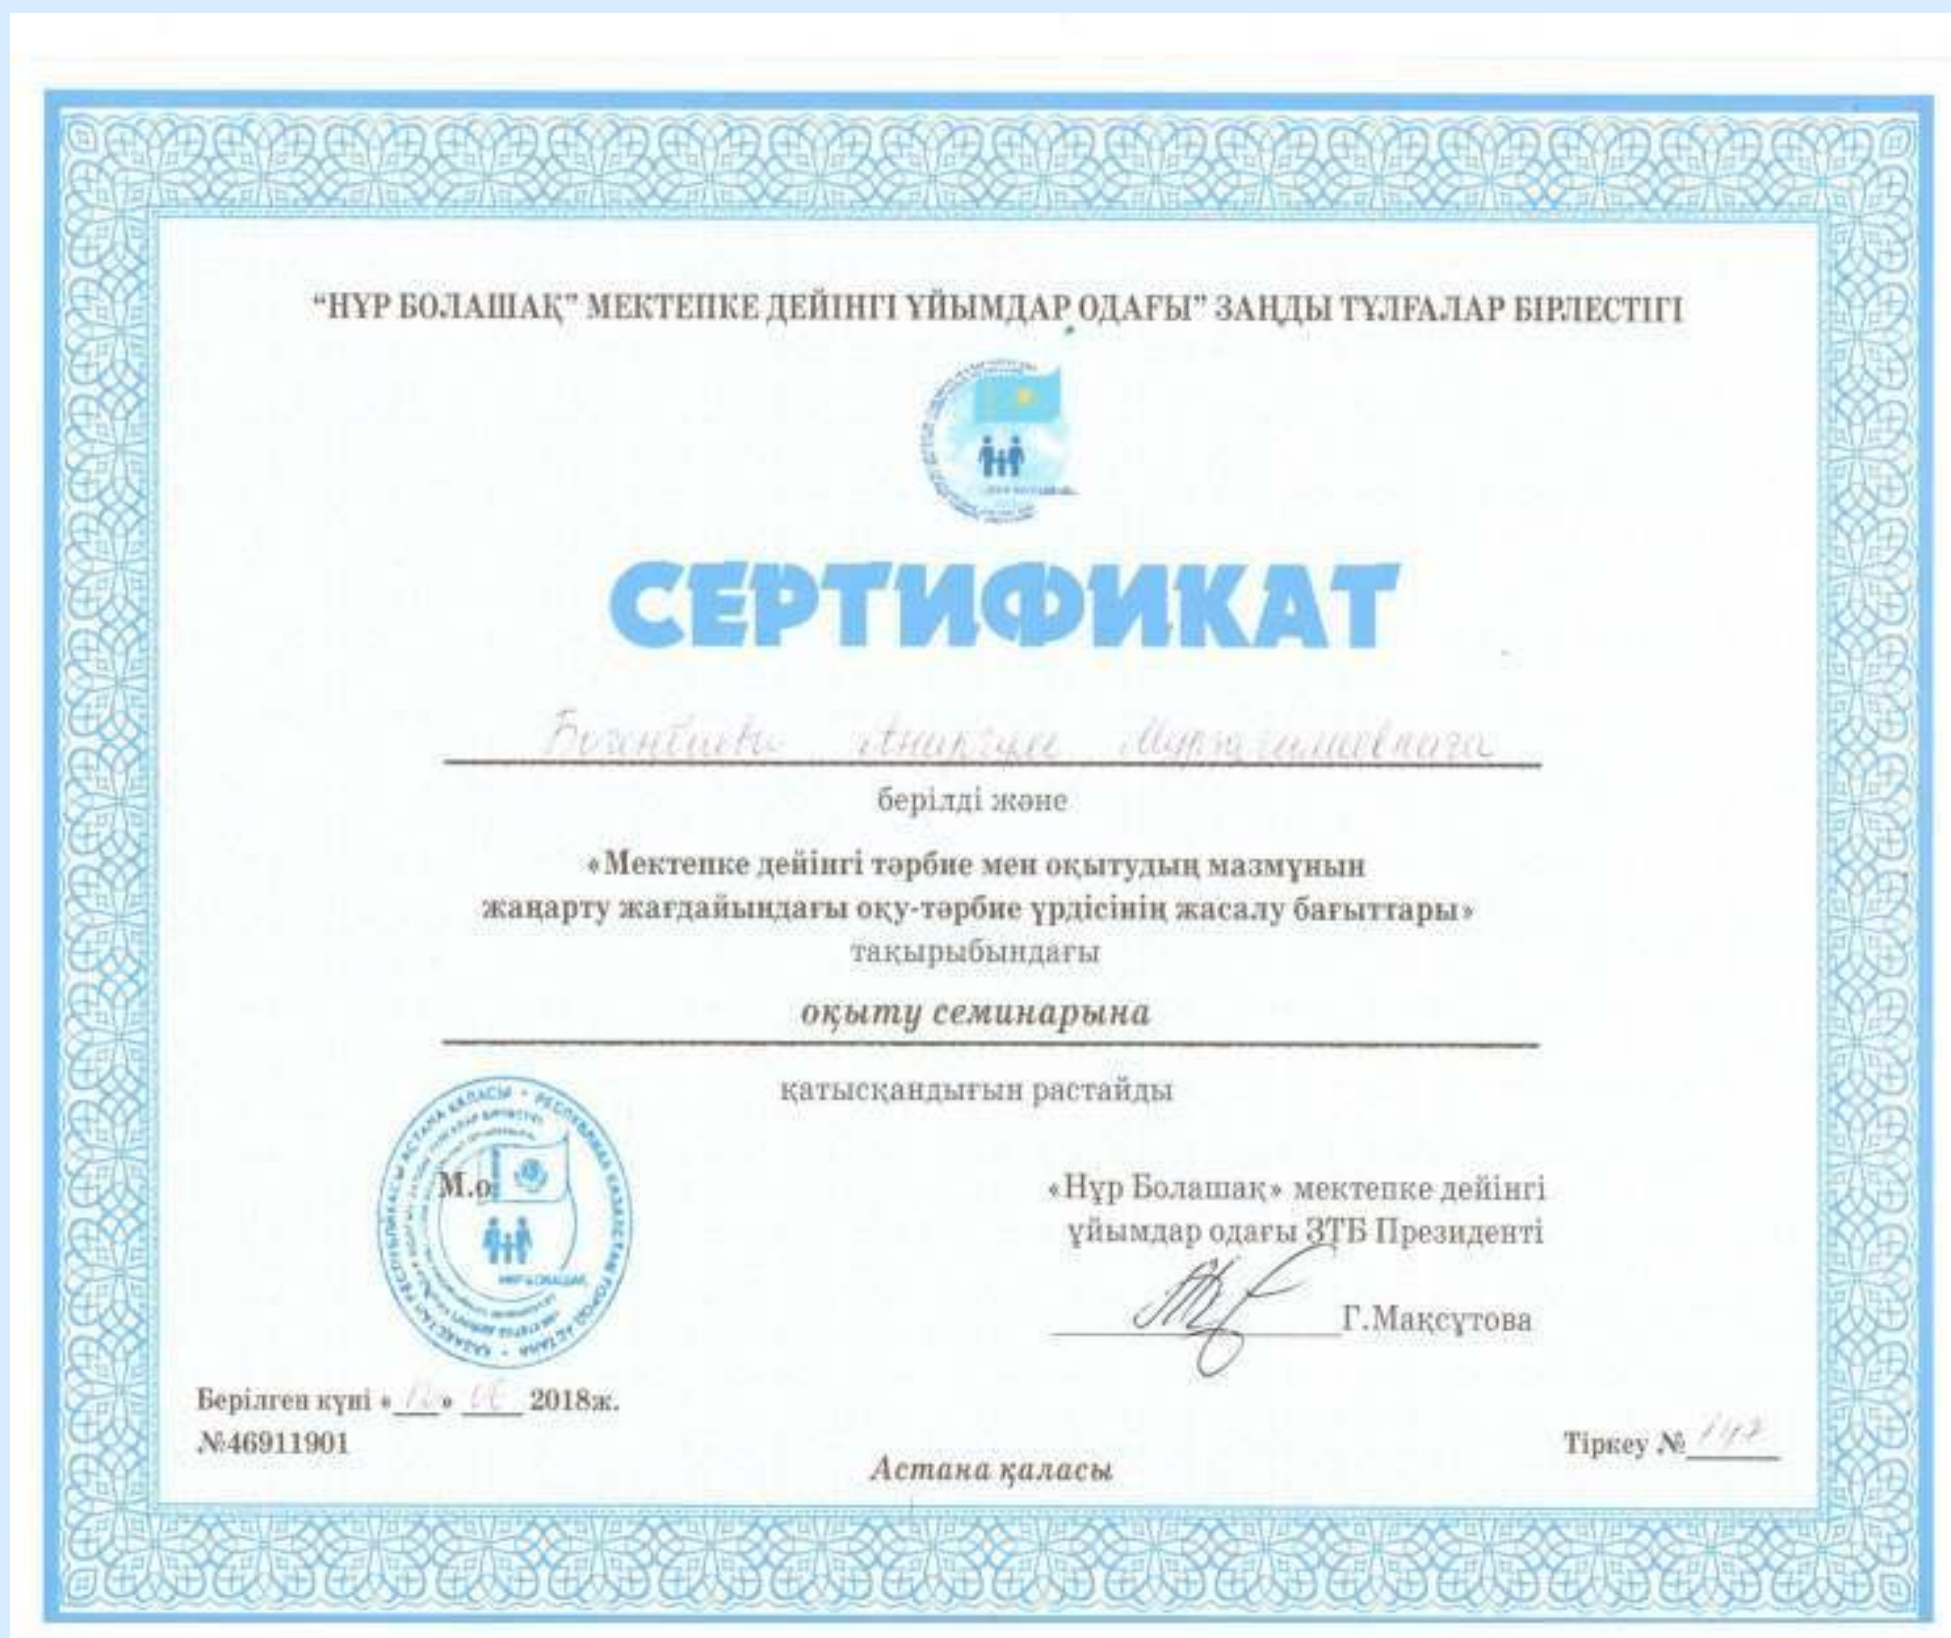 “НҰР БОЛАШАҚ” МЕКТЕПКЕ ДЕЙІНГІ ҰЙЫМДАР ОДАҒЫ” ЗАҢДЫ ТҰЛҒАЛАР БІРЛЕСТІГІ
СЕРТИФИКАТ
берілді және
«Мектепке дейінгі тәрбие мен оқытудың мазмұнын
жаңарту жағдайындағы оқу-тәрбие үрдісінің жасалу бағыттары»
тақырыбындағы
оқыту семинарына
қатысқандығын растайды
М.о
«Нұр Болашақ» мектепке дейінгі
ұйымдар одағы ЗТБ Президенті
Г.Мақсұтова
Берілген күні « » 2018ж.
№46911901
Тіркеу № 147
Астана қаласы